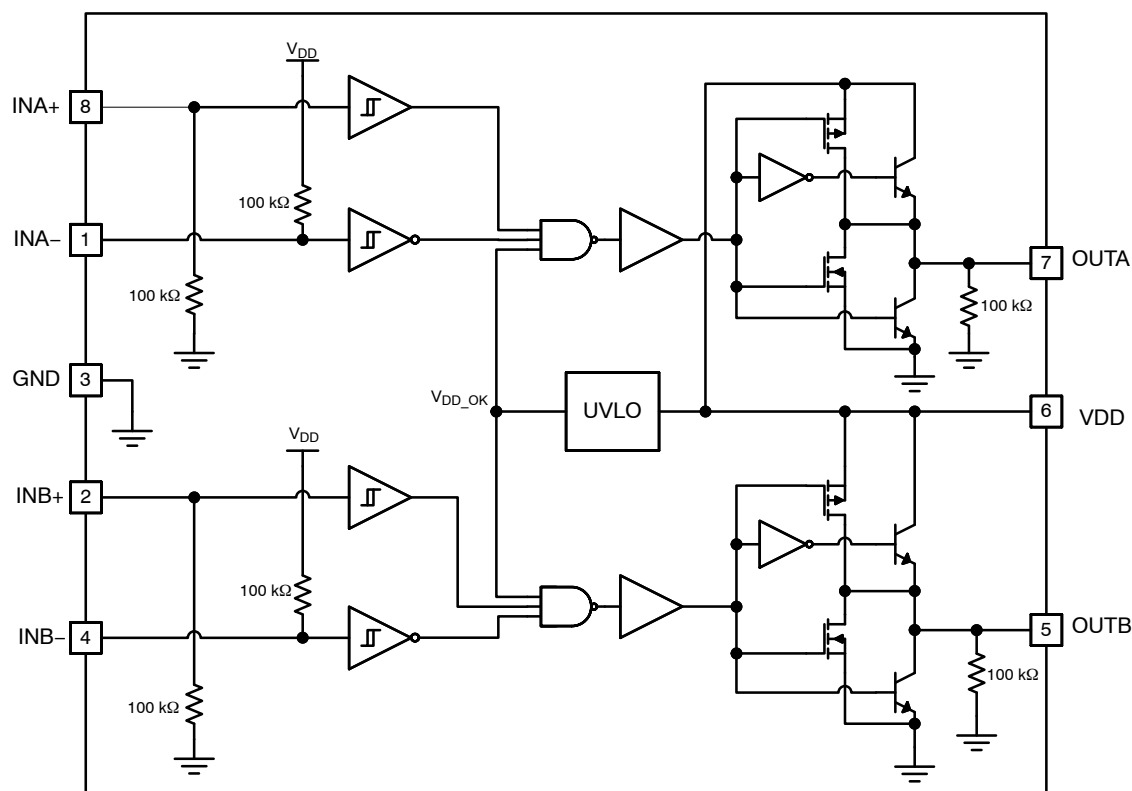 V_DD
INA+
8
100 kΩ
INA−
1
100 kΩ
7
OUTA
100 kΩ
GND
3
V_DD_OK
UVLO
6
VDD
V_DD
INB+
2
100 kΩ
INB−
4
5
OUTB
100 kΩ
100 kΩ